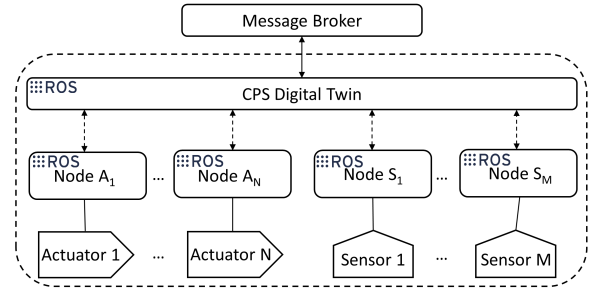 Message Broker
ROS
CPS Digital Twin
ROS ROS ROS ROS
Node A1 ... Node AN Node S1 ... Node SM
Actuator 1 ... Actuator N Sensor 1 ... Sensor M